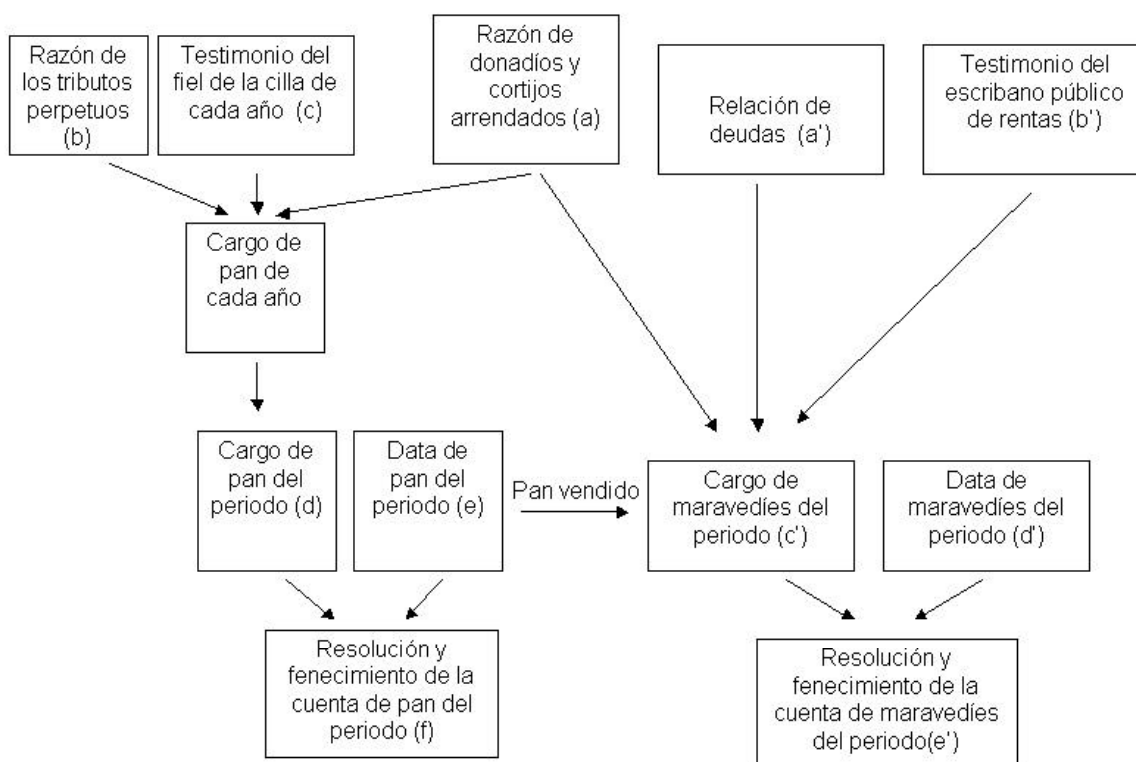 Razón de
los tributos
perpetuos
(b)
Testimonio del
fiel de la cilla de
cada año (c)
Razón de
donadíos y
cortijos
arrendados (a)
Relación de
deudas (a')
Testimonio del
escribano público
de rentas (b')
Cargo de
pan de
cada año
Cargo de
pan del
periodo (d)
Data de
pan del
periodo (e)
Pan vendido
Cargo de
maravedíes del
periodo (c')
Data de
maravedíes del
periodo (d')
Resolución y
fenecimiento de la
cuenta de pan del
periodo (f)
Resolución y
fenecimiento de la
cuenta de maravedíes
del periodo(e')